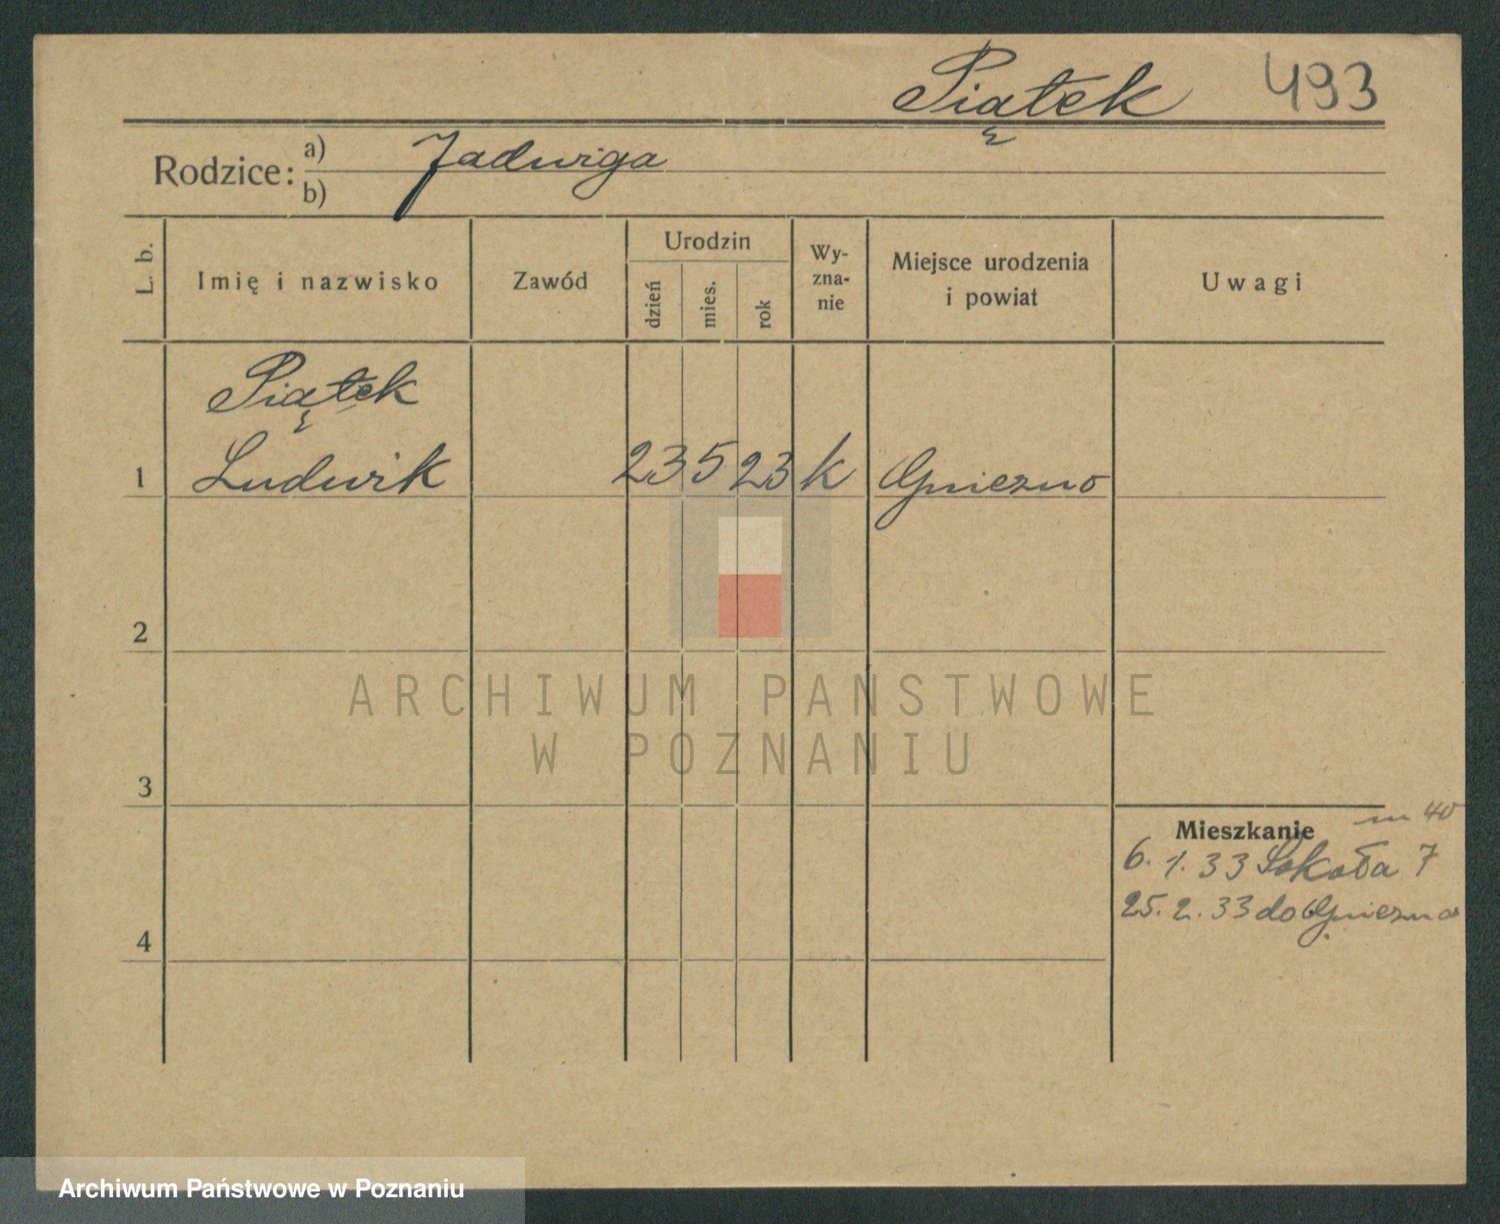 Piątek 493
Rodzice: a) Jadwiga
b)
L. b. Imię i nazwisko Zawód Urodzin dzień mies. rok Wy-zna-nie Miejsce urodzenia i powiat Uwagi
Piątek
1 Ludwik 23 5 23 k Gniezno
2
ARCHIWUM PAŃSTWOWE
W POZNANIU
3
Mieszkanie m 40
6. 1. 33 Sokoła 7
25. 2. 33 do Gniezna
4
Archiwum Państwowe w Poznaniu